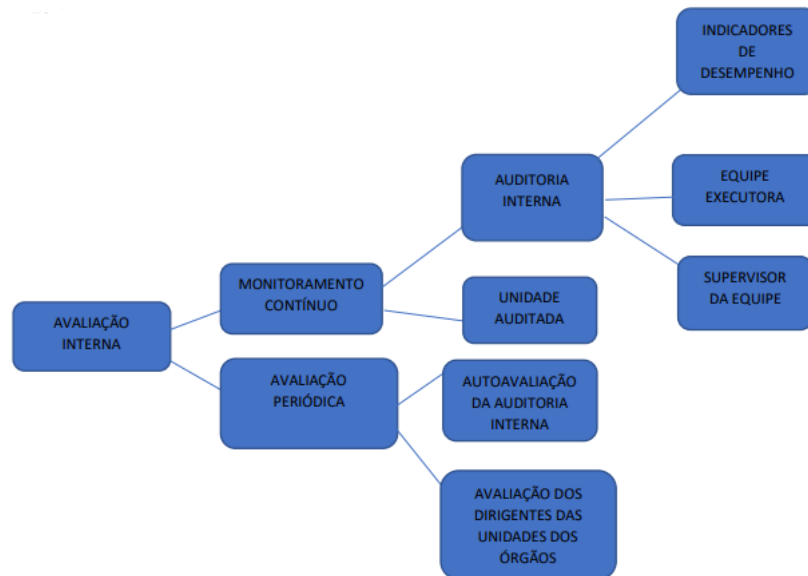 INDICADORES
DE
DESEMPENHO
AUDITORIA
INTERNA
EQUIPE
EXECUTORA
SUPERVISOR
DA EQUIPE
MONITORAMENTO
CONTÍNUO
UNIDADE
AUDITADA
AVALIAÇÃO
INTERNA
AVALIAÇÃO
PERIÓDICA
AUTOAVALIAÇÃO
DA AUDITORIA
INTERNA
AVALIAÇÃO DOS
DIRIGENTES DAS
UNIDADES DOS
ÓRGÃOS